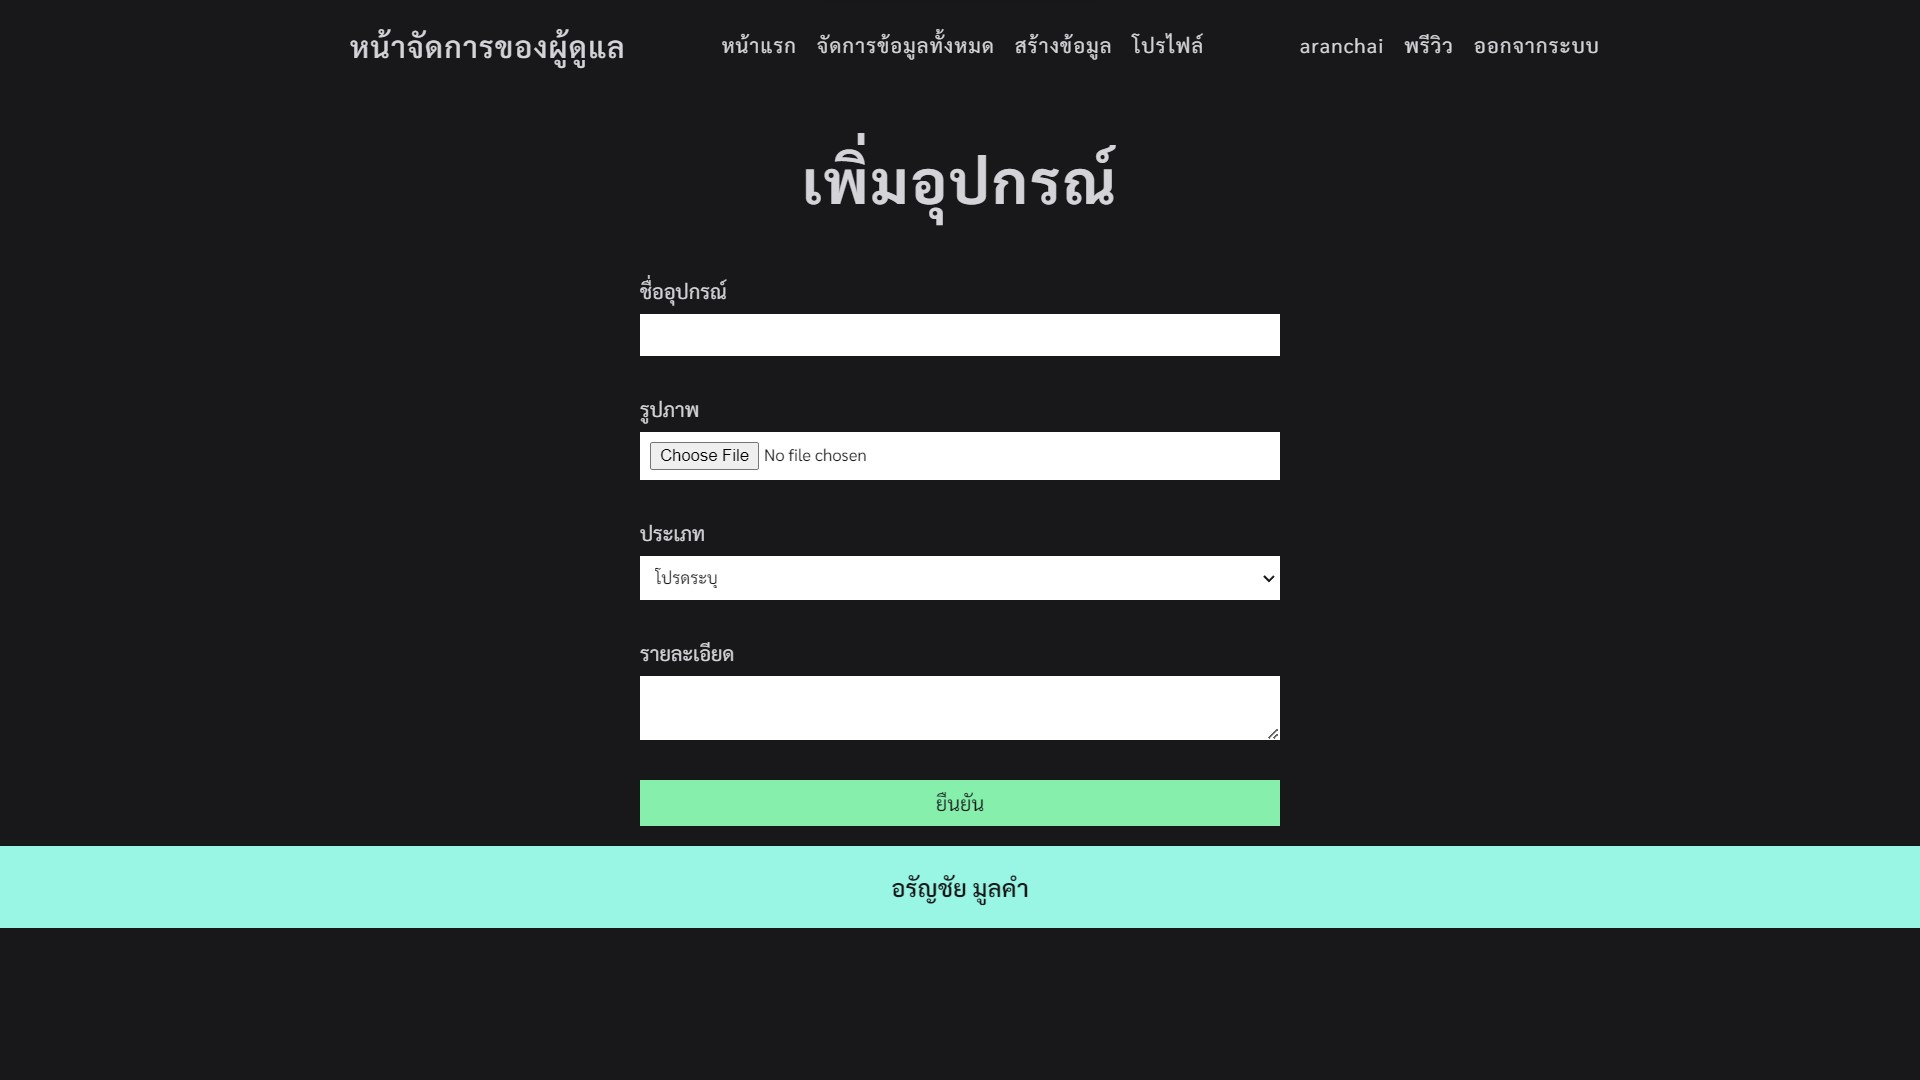 หน้าจัดการของผู้ดูแล หน้าแรก จัดการข้อมูลทั้งหมด สร้างข้อมูล โปรไฟล์ aranchai พรีวิว ออกจากระบบ
เพิ่มอุปกรณ์
ชื่ออุปกรณ์
รูปภาพ
Choose File No file chosen
ประเภท
โปรดระบุ
รายละเอียด
ยืนยัน
อรัญชัย มูลคำ